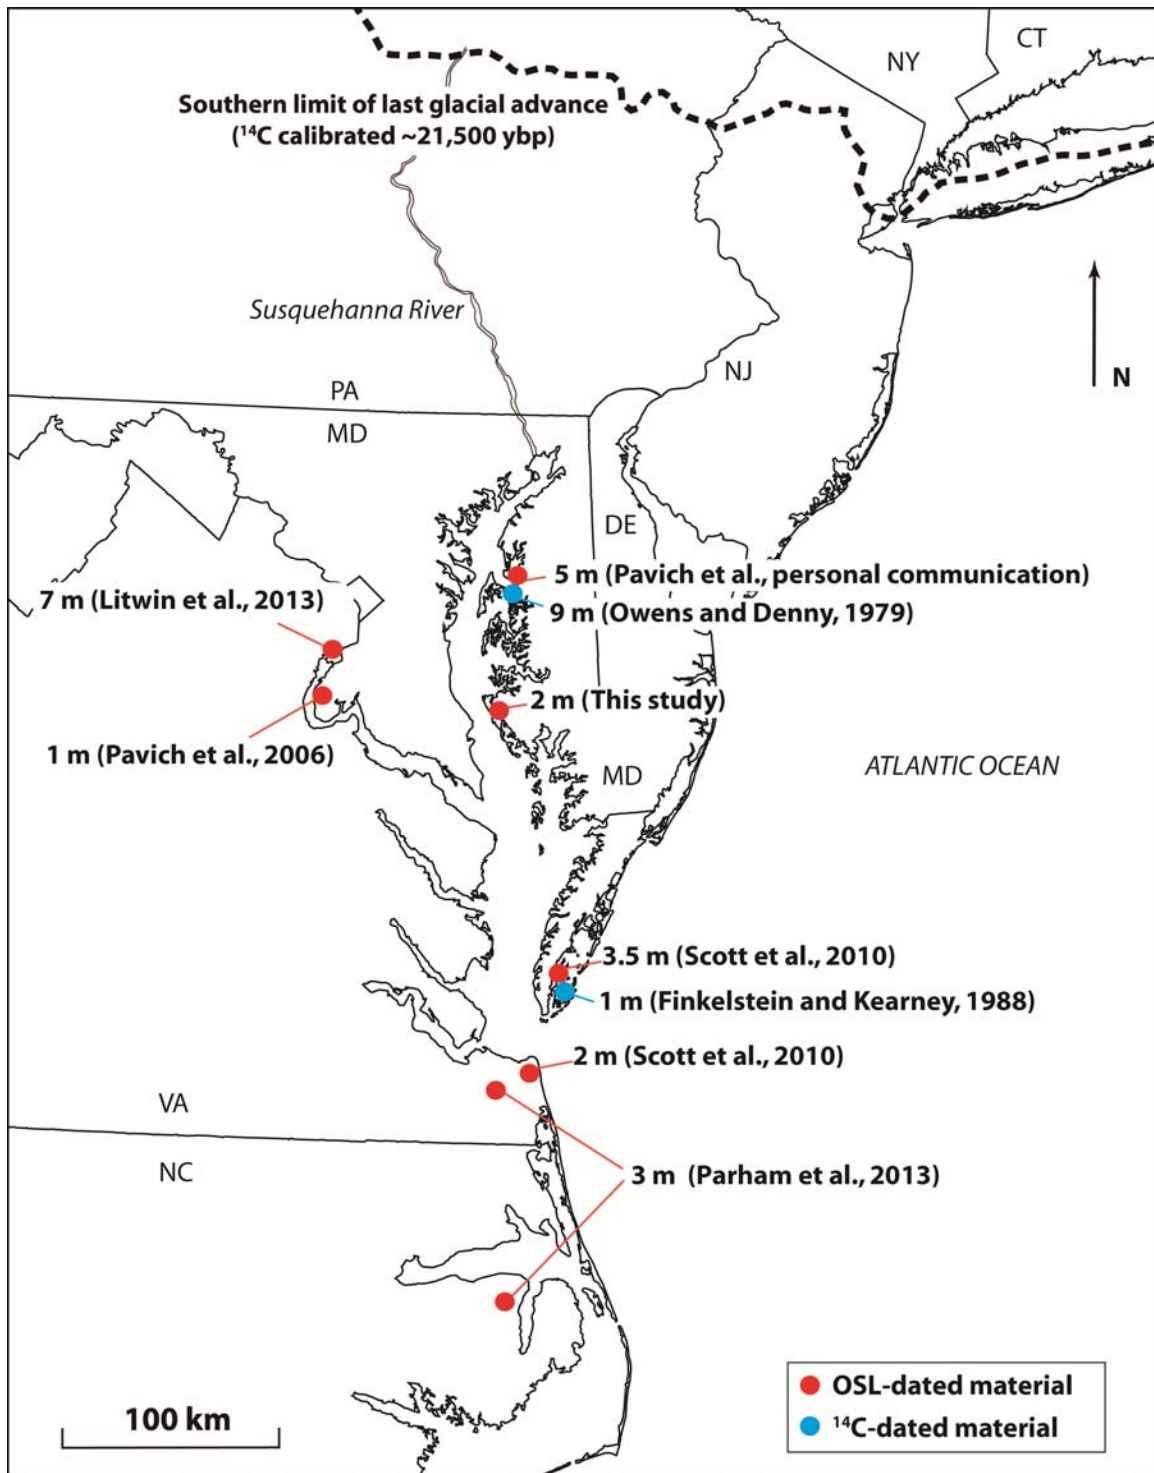 CT
NY
Southern limit of last glacial advance
(¹⁴C calibrated ~21,500 ybp)
Susquehanna River
NJ
N
PA
MD
DE
5 m (Pavich et al., personal communication)
7 m (Litwin et al., 2013)
9 m (Owens and Denny, 1979)
2 m (This study)
1 m (Pavich et al., 2006)
ATLANTIC OCEAN
MD
3.5 m (Scott et al., 2010)
1 m (Finkelstein and Kearney, 1988)
2 m (Scott et al., 2010)
VA
NC
3 m (Parham et al., 2013)
OSL-dated material
100 km
¹⁴C-dated material